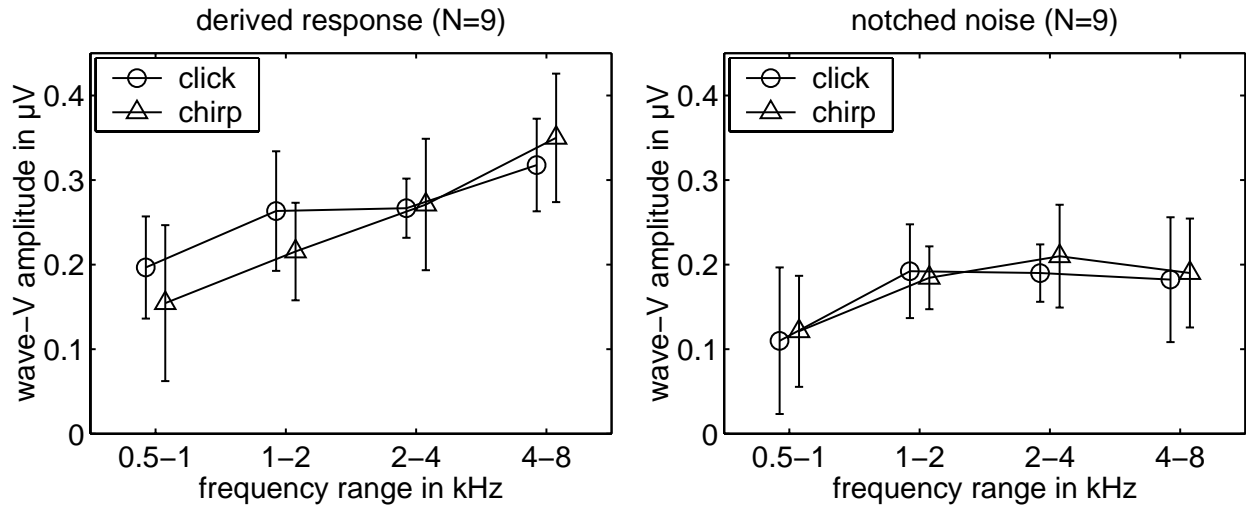 derived response (N=9)
wave−V amplitude in µV
0.4
0.3
0.2
0.1
0
click
chirp
0.5−1 1−2 2−4 4−8
frequency range in kHz
notched noise (N=9)
wave−V amplitude in µV
0.4
0.3
0.2
0.1
0
click
chirp
0.5−1 1−2 2−4 4−8
frequency range in kHz